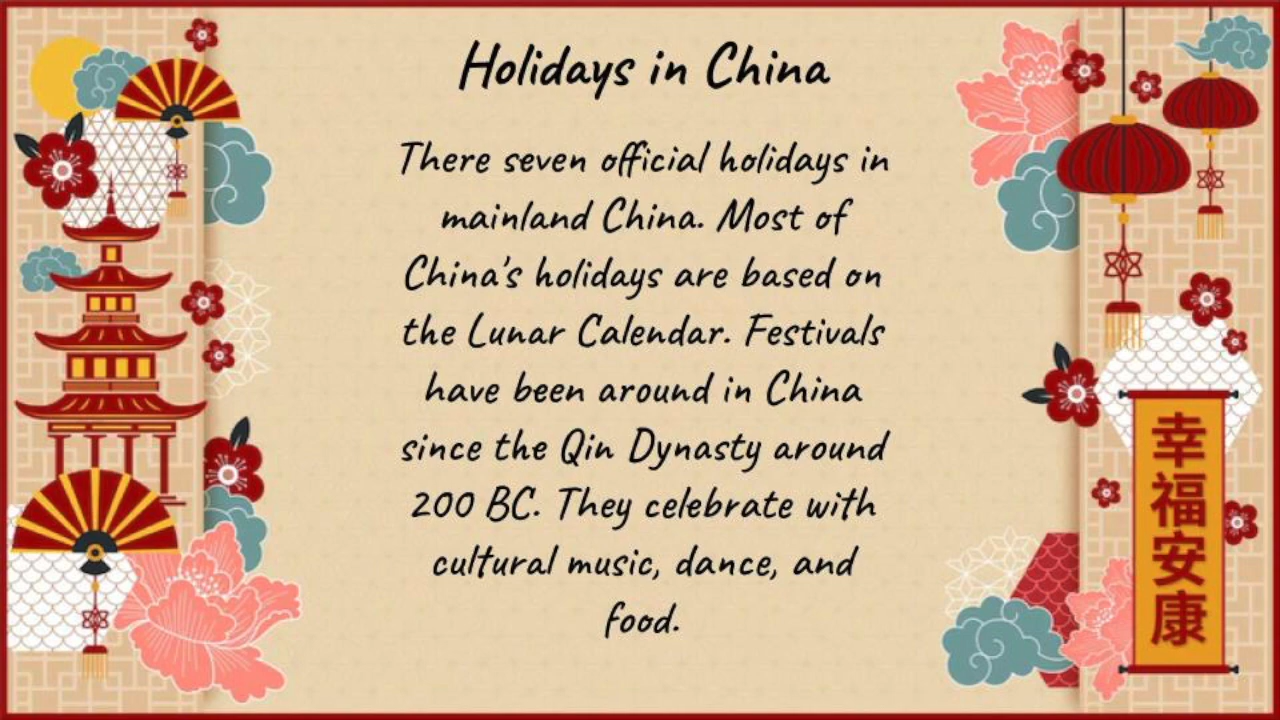 Holidays in China
There seven official holidays in
mainland China. Most of
China's holidays are based on
the Lunar Calendar. Festivals
have been around in China
since the Qin Dynasty around
200 BC. They celebrate with
cultural music, dance, and
food.
幸福安康